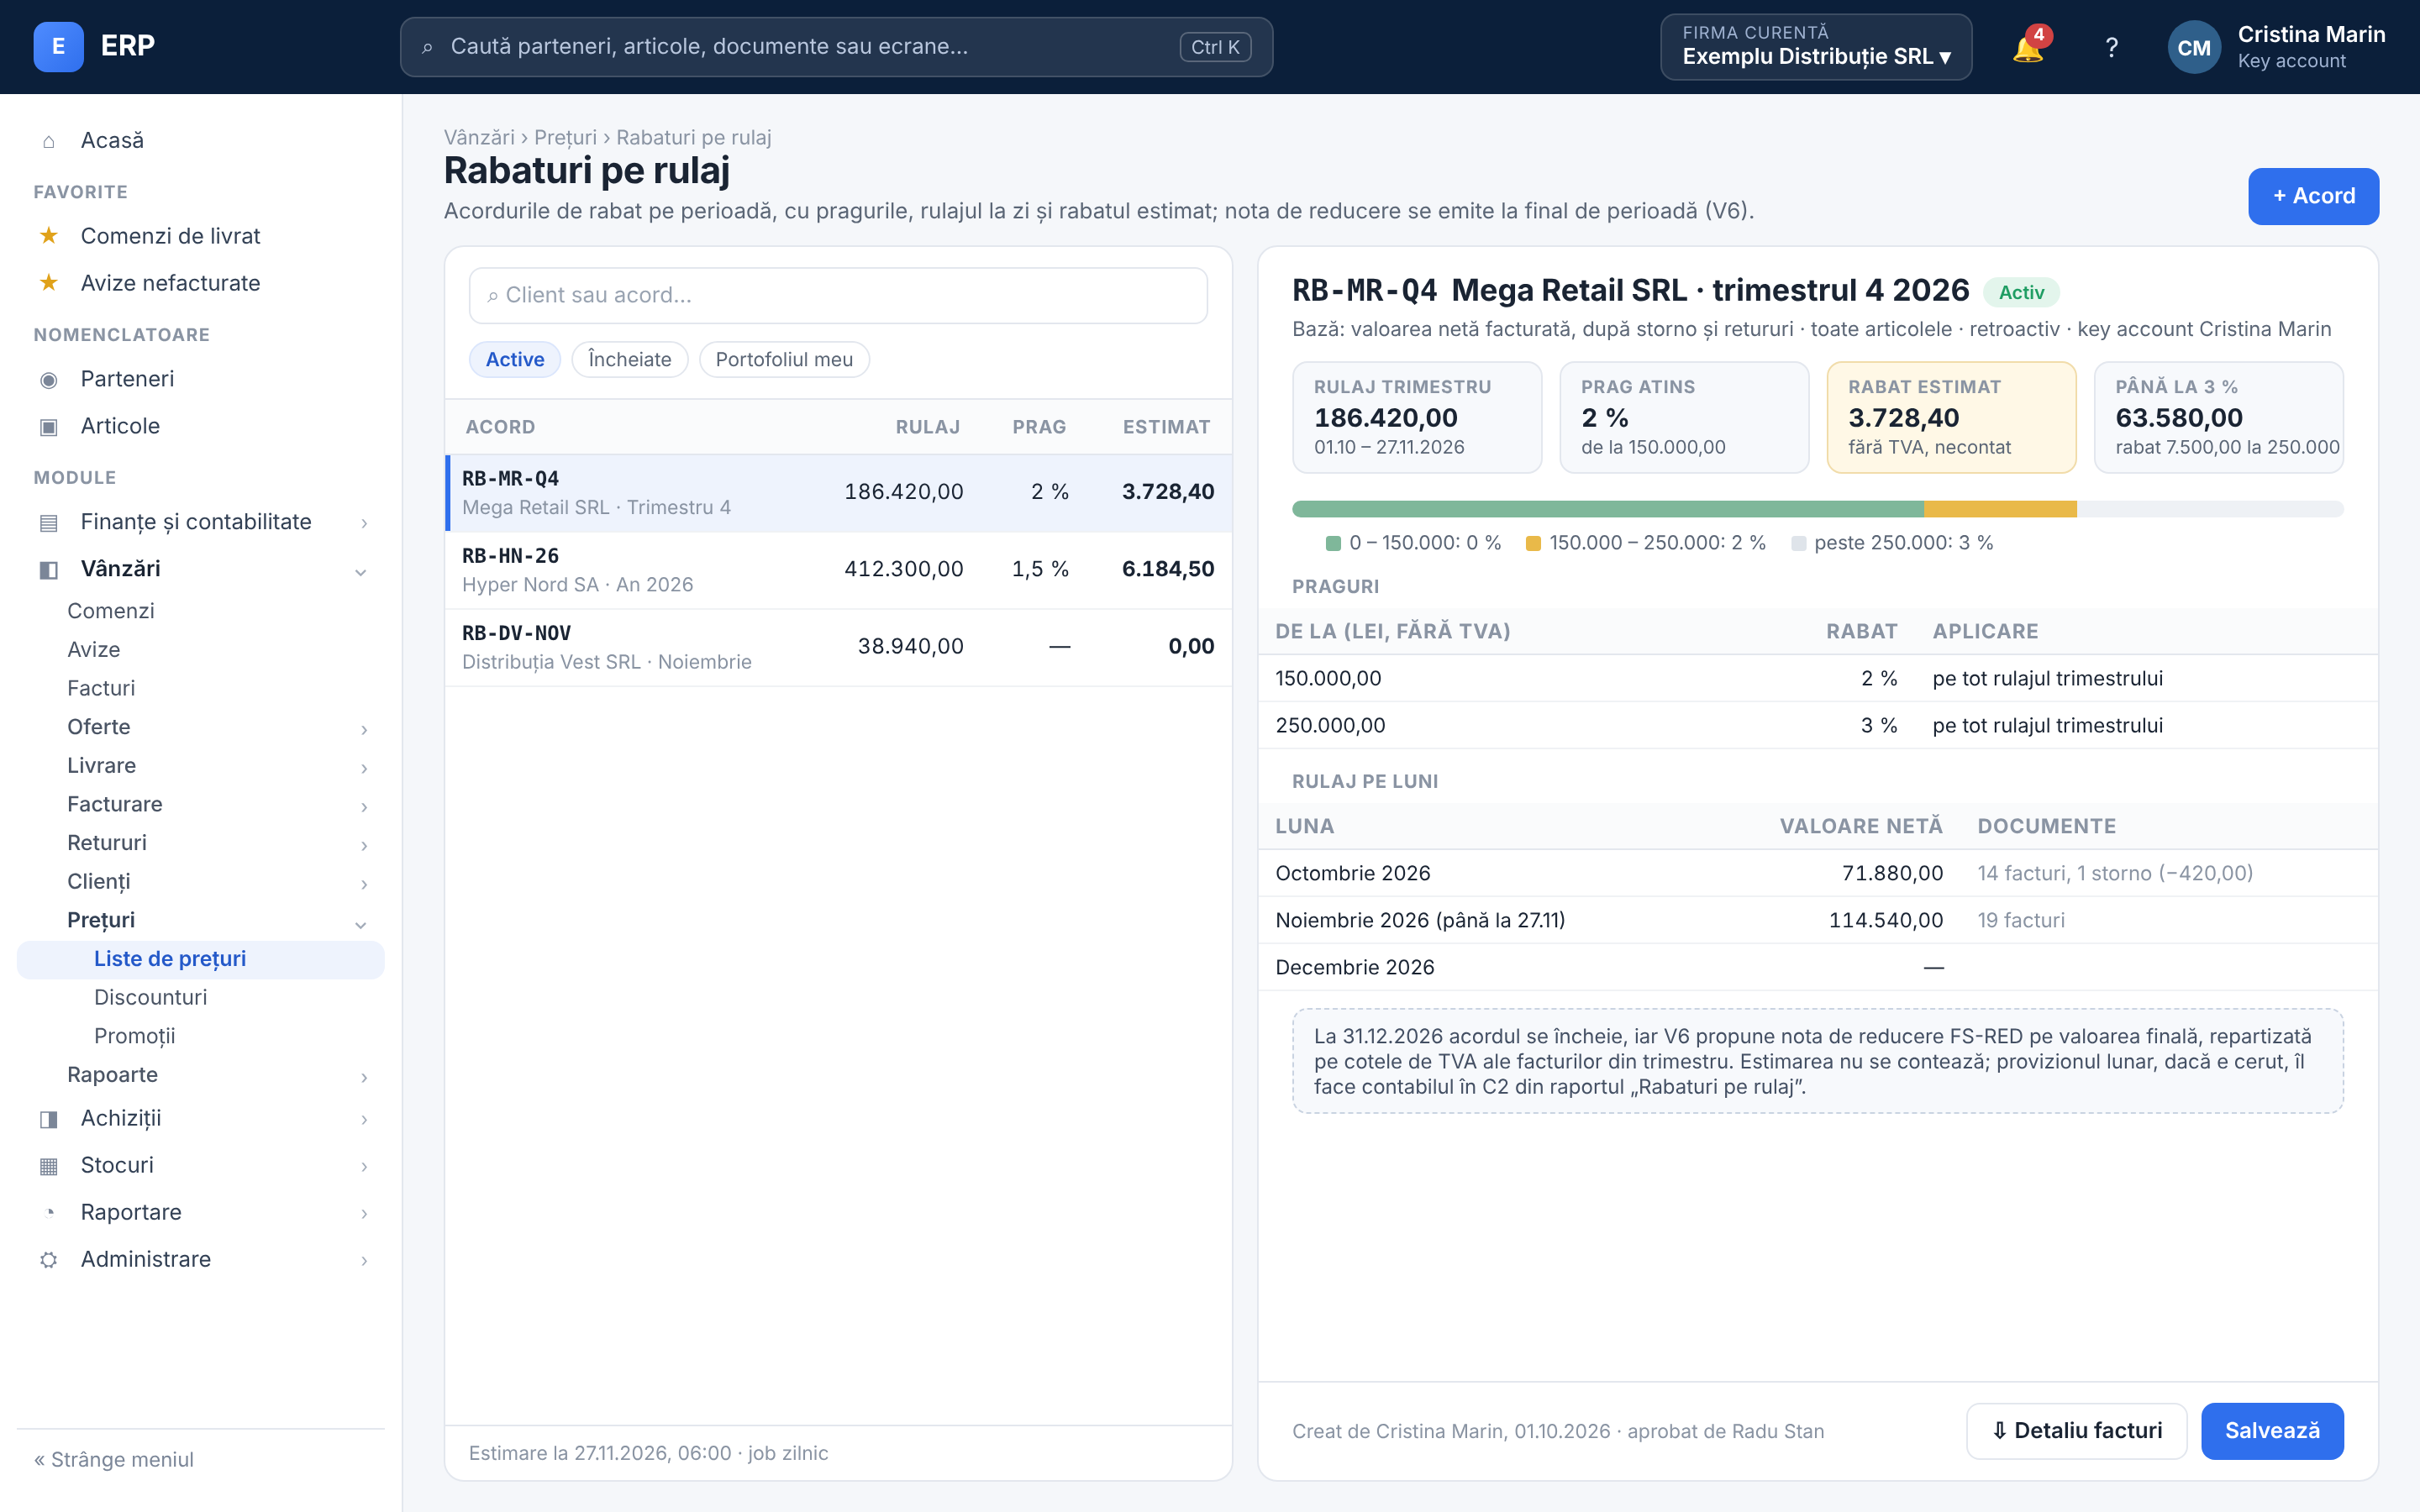 E ERP
Caută parteneri, articole, documente sau ecrane... Ctrl K
FIRMA CURENTĂ
Exemplu Distribuție SRL ▾
4
?
CM
Cristina Marin
Key account
Acasă
FAVORITE
Comenzi de livrat
Avize nefacturate
NOMENCLATOARE
Parteneri
Articole
MODULE
Finanțe și contabilitate
Vânzări
Comenzi
Avize
Facturi
Oferte
Livrare
Facturare
Retururi
Clienți
Prețuri
Liste de prețuri
Discounturi
Promoții
Rapoarte
Achiziții
Stocuri
Raportare
Administrare
« Strânge meniul
Vânzări › Prețuri › Rabaturi pe rulaj
Rabaturi pe rulaj
Acordurile de rabat pe perioadă, cu pragurile, rulajul la zi și rabatul estimat; nota de reducere se emite la final de perioadă (V6).
+ Acord
Client sau acord...
Active Încheiate Portofoliul meu
ACORD RULAJ PRAG ESTIMAT
RB-MR-Q4
Mega Retail SRL · Trimestru 4
186.420,00 2 % 3.728,40
RB-HN-26
Hyper Nord SA · An 2026
412.300,00 1,5 % 6.184,50
RB-DV-NOV
Distribuția Vest SRL · Noiembrie
38.940,00 — 0,00
Estimare la 27.11.2026, 06:00 · job zilnic
RB-MR-Q4 Mega Retail SRL · trimestrul 4 2026 Activ
Bază: valoarea netă facturată, după storno și retururi · toate articolele · retroactiv · key account Cristina Marin
RULAJ TRIMESTRU
186.420,00
01.10 – 27.11.2026
PRAG ATINS
2 %
de la 150.000,00
RABAT ESTIMAT
3.728,40
fără TVA, necontat
PÂNĂ LA 3 %
63.580,00
rabat 7.500,00 la 250.000
0 – 150.000: 0 % 150.000 – 250.000: 2 % peste 250.000: 3 %
PRAGURI
DE LA (LEI, FĂRĂ TVA) RABAT APLICARE
150.000,00 2 % pe tot rulajul trimestrului
250.000,00 3 % pe tot rulajul trimestrului
RULAJ PE LUNI
LUNA VALOARE NETĂ DOCUMENTE
Octombrie 2026 71.880,00 14 facturi, 1 storno (−420,00)
Noiembrie 2026 (până la 27.11) 114.540,00 19 facturi
Decembrie 2026 —
La 31.12.2026 acordul se încheie, iar V6 propune nota de reducere FS-RED pe valoarea finală, repartizată
pe cotele de TVA ale facturilor din trimestru. Estimarea nu se contează; provizionul lunar, dacă e cerut, îl
face contabilul în C2 din raportul „Rabaturi pe rulaj”.
Creat de Cristina Marin, 01.10.2026 · aprobat de Radu Stan
⇩ Detaliu facturi
Salvează